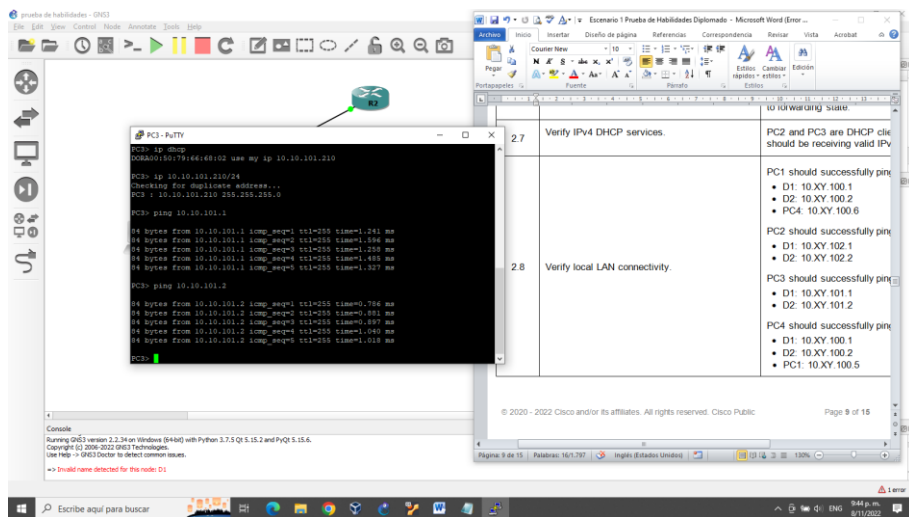 prueba de habilidades - GNS3
File Edit View Control Node Annotate Tools Help
R2
PC3 - PuTTY
PC3> ip dhcp
DORA00:50:79:66:68:02 use my ip 10.10.101.210
PC3> ip 10.10.101.210/24
Checking for duplicate address...
PC3 : 10.10.101.210 255.255.255.0
PC3> ping 10.10.101.1
84 bytes from 10.10.101.1 icmp_seq=1 ttl=255 time=1.241 ms
84 bytes from 10.10.101.1 icmp_seq=2 ttl=255 time=1.596 ms
84 bytes from 10.10.101.1 icmp_seq=3 ttl=255 time=1.258 ms
84 bytes from 10.10.101.1 icmp_seq=4 ttl=255 time=1.485 ms
84 bytes from 10.10.101.1 icmp_seq=5 ttl=255 time=1.327 ms
PC3> ping 10.10.101.2
84 bytes from 10.10.101.2 icmp_seq=1 ttl=255 time=0.786 ms
84 bytes from 10.10.101.2 icmp_seq=2 ttl=255 time=0.881 ms
84 bytes from 10.10.101.2 icmp_seq=3 ttl=255 time=0.897 ms
84 bytes from 10.10.101.2 icmp_seq=4 ttl=255 time=1.040 ms
84 bytes from 10.10.101.2 icmp_seq=5 ttl=255 time=1.018 ms
PC3>
Console
Running GNS3 version 2.2.34 on Windows (64-bit) with Python 3.7.5 Qt 5.15.2 and PyQt 5.15.6.
Copyright (c) 2006-2022 GNS3 Technologies.
Use Help -> GNS3 Doctor to detect common issues.
=> Invalid name detected for this node: D1
1 error
Escenario 1 Prueba de Habilidades Diplomado - Microsoft Word (Error ...
Archivo Inicio Insertar Diseño de página Referencias Correspondencia Revisar Vista Acrobat
Courier New 10
Pegar
Estilos rápidos
Cambiar estilos
Edición
Portapapeles Fuente Párrafo Estilos
to forwarding state.
2.7 Verify IPv4 DHCP services.
PC2 and PC3 are DHCP clie
should be receiving valid IPv
2.8 Verify local LAN connectivity.
PC1 should successfully ping
• D1: 10.XY.100.1
• D2: 10.XY.100.2
• PC4: 10.XY.100.6
PC2 should successfully ping
• D1: 10.XY.102.1
• D2: 10.XY.102.2
PC3 should successfully ping
• D1: 10.XY.101.1
• D2: 10.XY.101.2
PC4 should successfully ping
• D1: 10.XY.100.1
• D2: 10.XY.100.2
• PC1: 10.XY.100.5
© 2020 - 2022 Cisco and/or its affiliates. All rights reserved. Cisco Public Page 9 of 15
Página: 9 de 15 Palabras: 16/1.797 Inglés (Estados Unidos) 130%
Escribe aquí para buscar
ENG
9:44 p. m.
8/11/2022